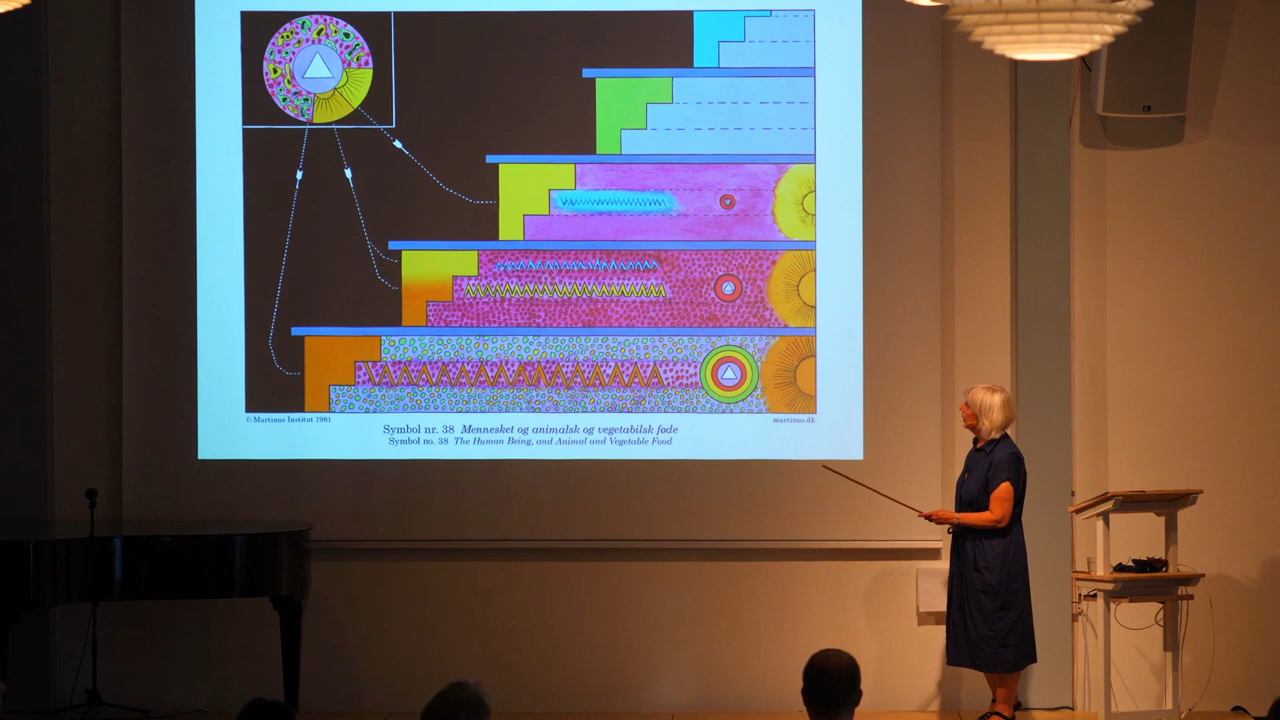 © Martinus Institut 1981
martinus.dk
Symbol nr. 38 Mennesket og animalsk og vegetabilsk føde
Symbol no. 38 The Human Being, and Animal and Vegetable Food